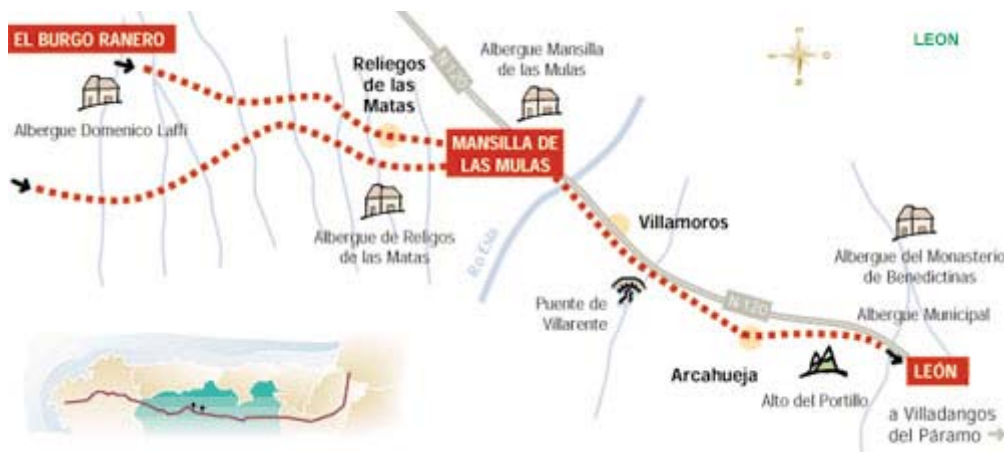 EL BURGO RANERO
Albergue Domenico Laffi
Reliegos
de las
Matas
N-120
Albergue Mansilla
de las Mulas
LEON
MANSILLA DE
LAS MULAS
Albergue de Religos
de las Matas
Río Esla
Villamoros
Puente de
Villarente
N-120
Albergue del Monasterio
de Benedictinas
Albergue Municipal
Arcahueja
Alto del Portillo
LEÓN
a Villadangos
del Páramo